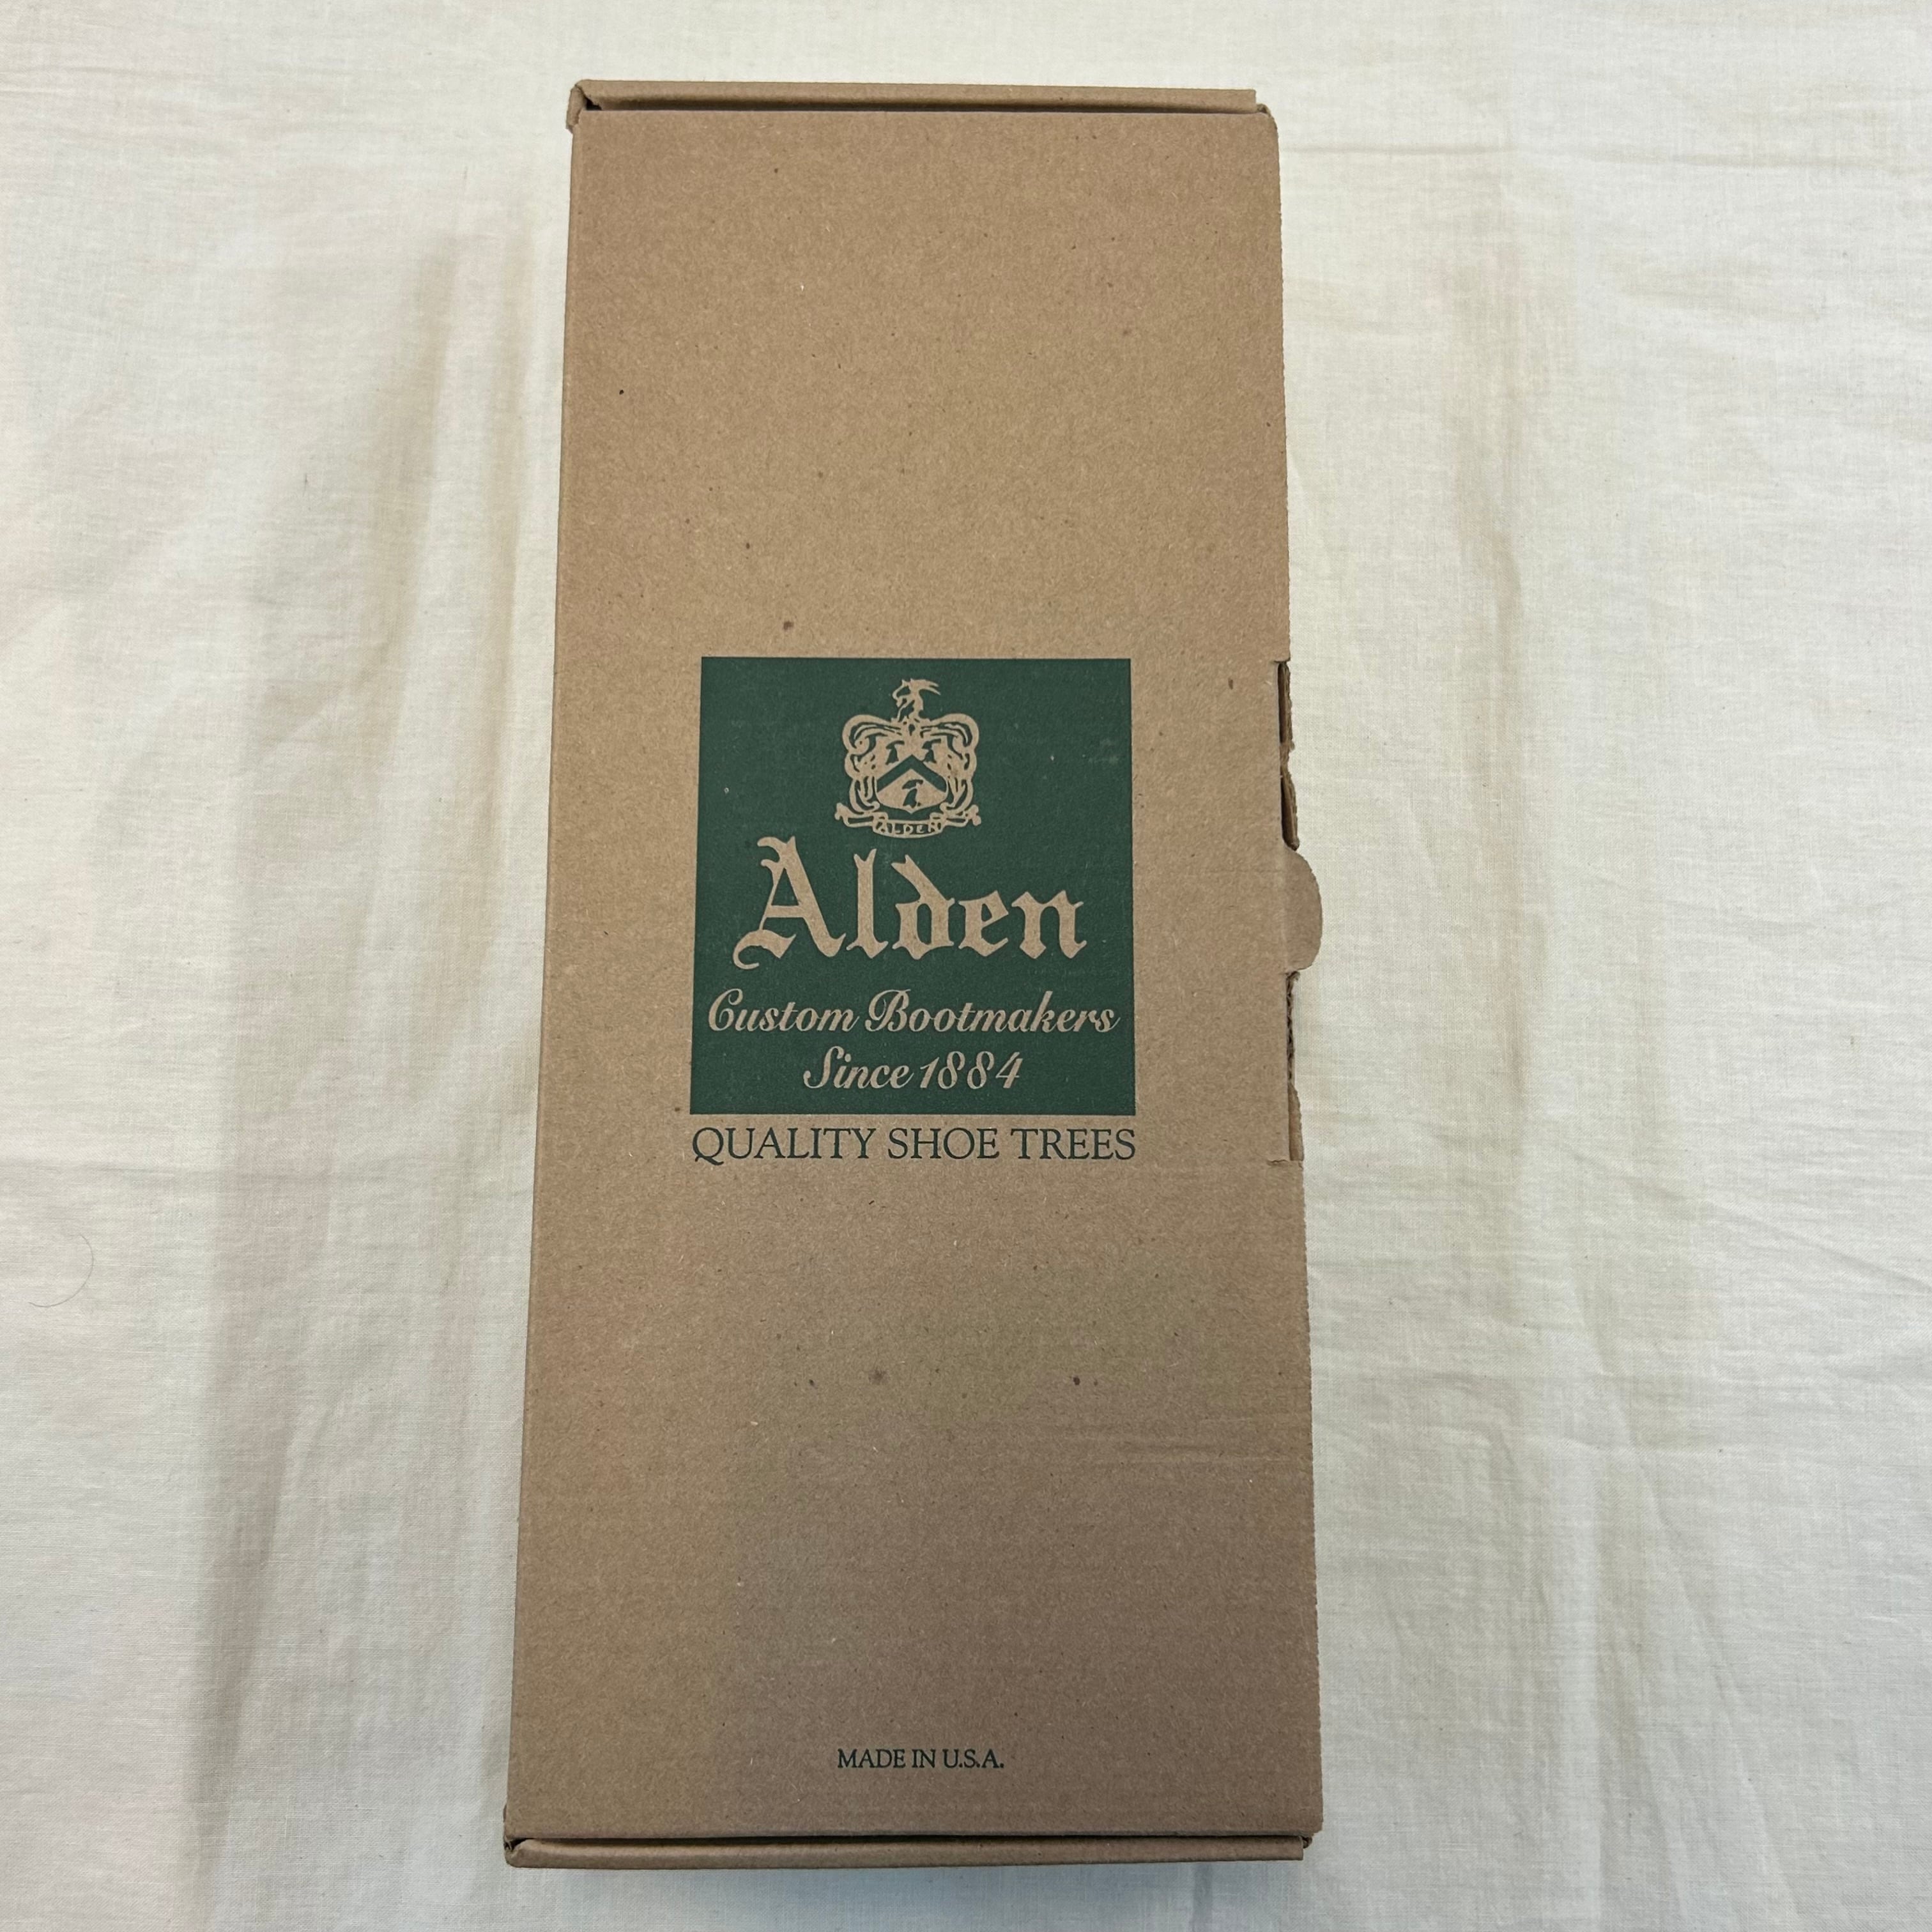 ALDEN
Alden
Custom Bootmakers
Since 1884
QUALITY SHOE TREES
MADE IN U.S.A.